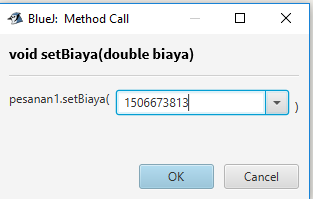 BlueJ: Method Call
void setBiaya(double biaya)
pesanan1.setBiaya( 1506673813 )
OK Cancel